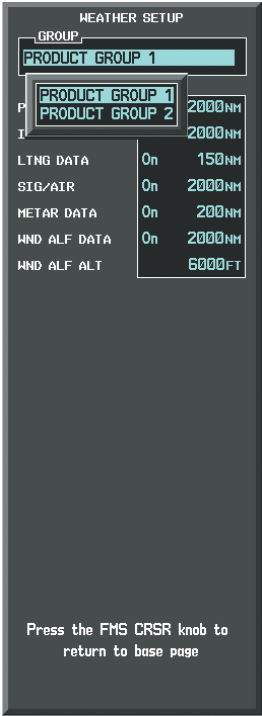 WEATHER SETUP
GROUP
PRODUCT GROUP 1
PRODUCT GROUP 1
PRODUCT GROUP 2
2000NM
2000NM
LTNG DATA On 150NM
SIG/AIR On 2000NM
METAR DATA On 200NM
WND ALF DATA On 2000NM
WND ALF ALT 6000FT
Press the FMS CRSR knob to
return to base page